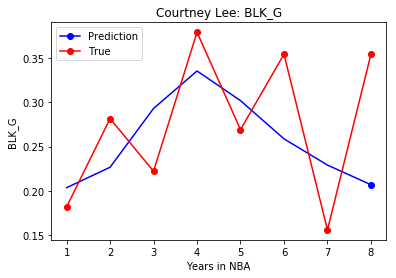 Courtney Lee: BLK_G
Prediction
True
0.35
0.30
0.25
0.20
0.15
BLK_G
1 2 3 4 5 6 7 8
Years in NBA